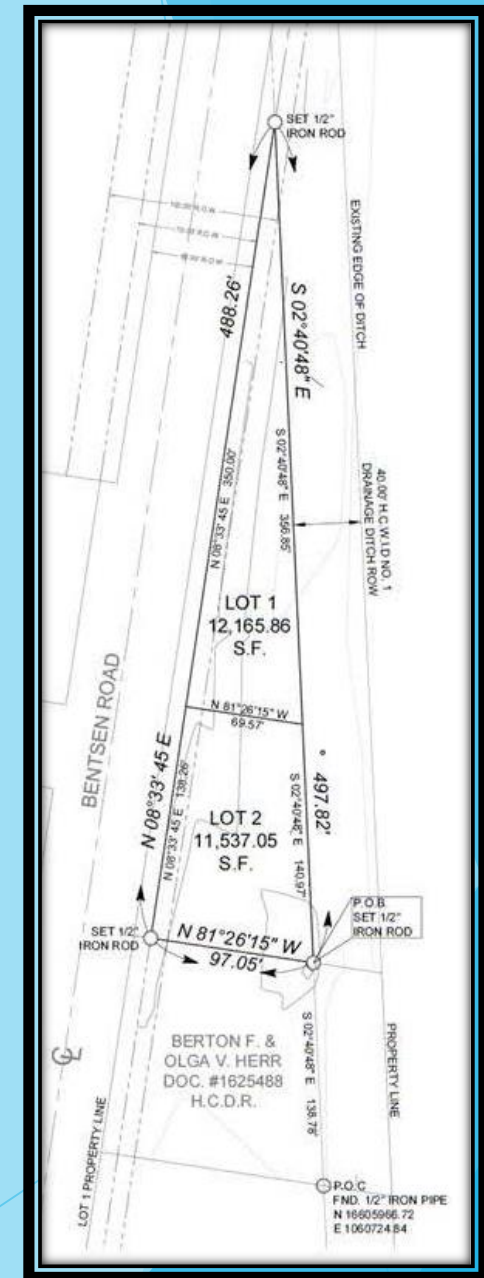 SET 1/2"
IRON ROD
EXISTING EDGE OF DITCH
488.26'
S 02°40'48" E
N 08°33' 45 E 350.00'
S 02°40'48" E 356.85'
40.00' H.C.W.I.D NO. 1
DRAINAGE DITCH ROW
LOT 1
12,165.86
S.F.
N 81°26'15" W
69.57'
BENTSEN ROAD
N 08°33' 45 E
N 08°33' 45 E 138.26'
LOT 2
11,537.05
S.F.
S 02°40'48" E 140.97'
497.82'
P.O.B.
SET 1/2"
IRON ROD
SET 1/2"
IRON ROD
N 81°26'15" W
97.05'
BERTON F. &
OLGA V. HERR
DOC. #1625488
H.C.D.R.
S 02°40'48" E 138.78'
PROPERTY LINE
LOT 1 PROPERTY LINE
P.O.C
FND. 1/2" IRON PIPE
N 16605966.72
E 1060724.84